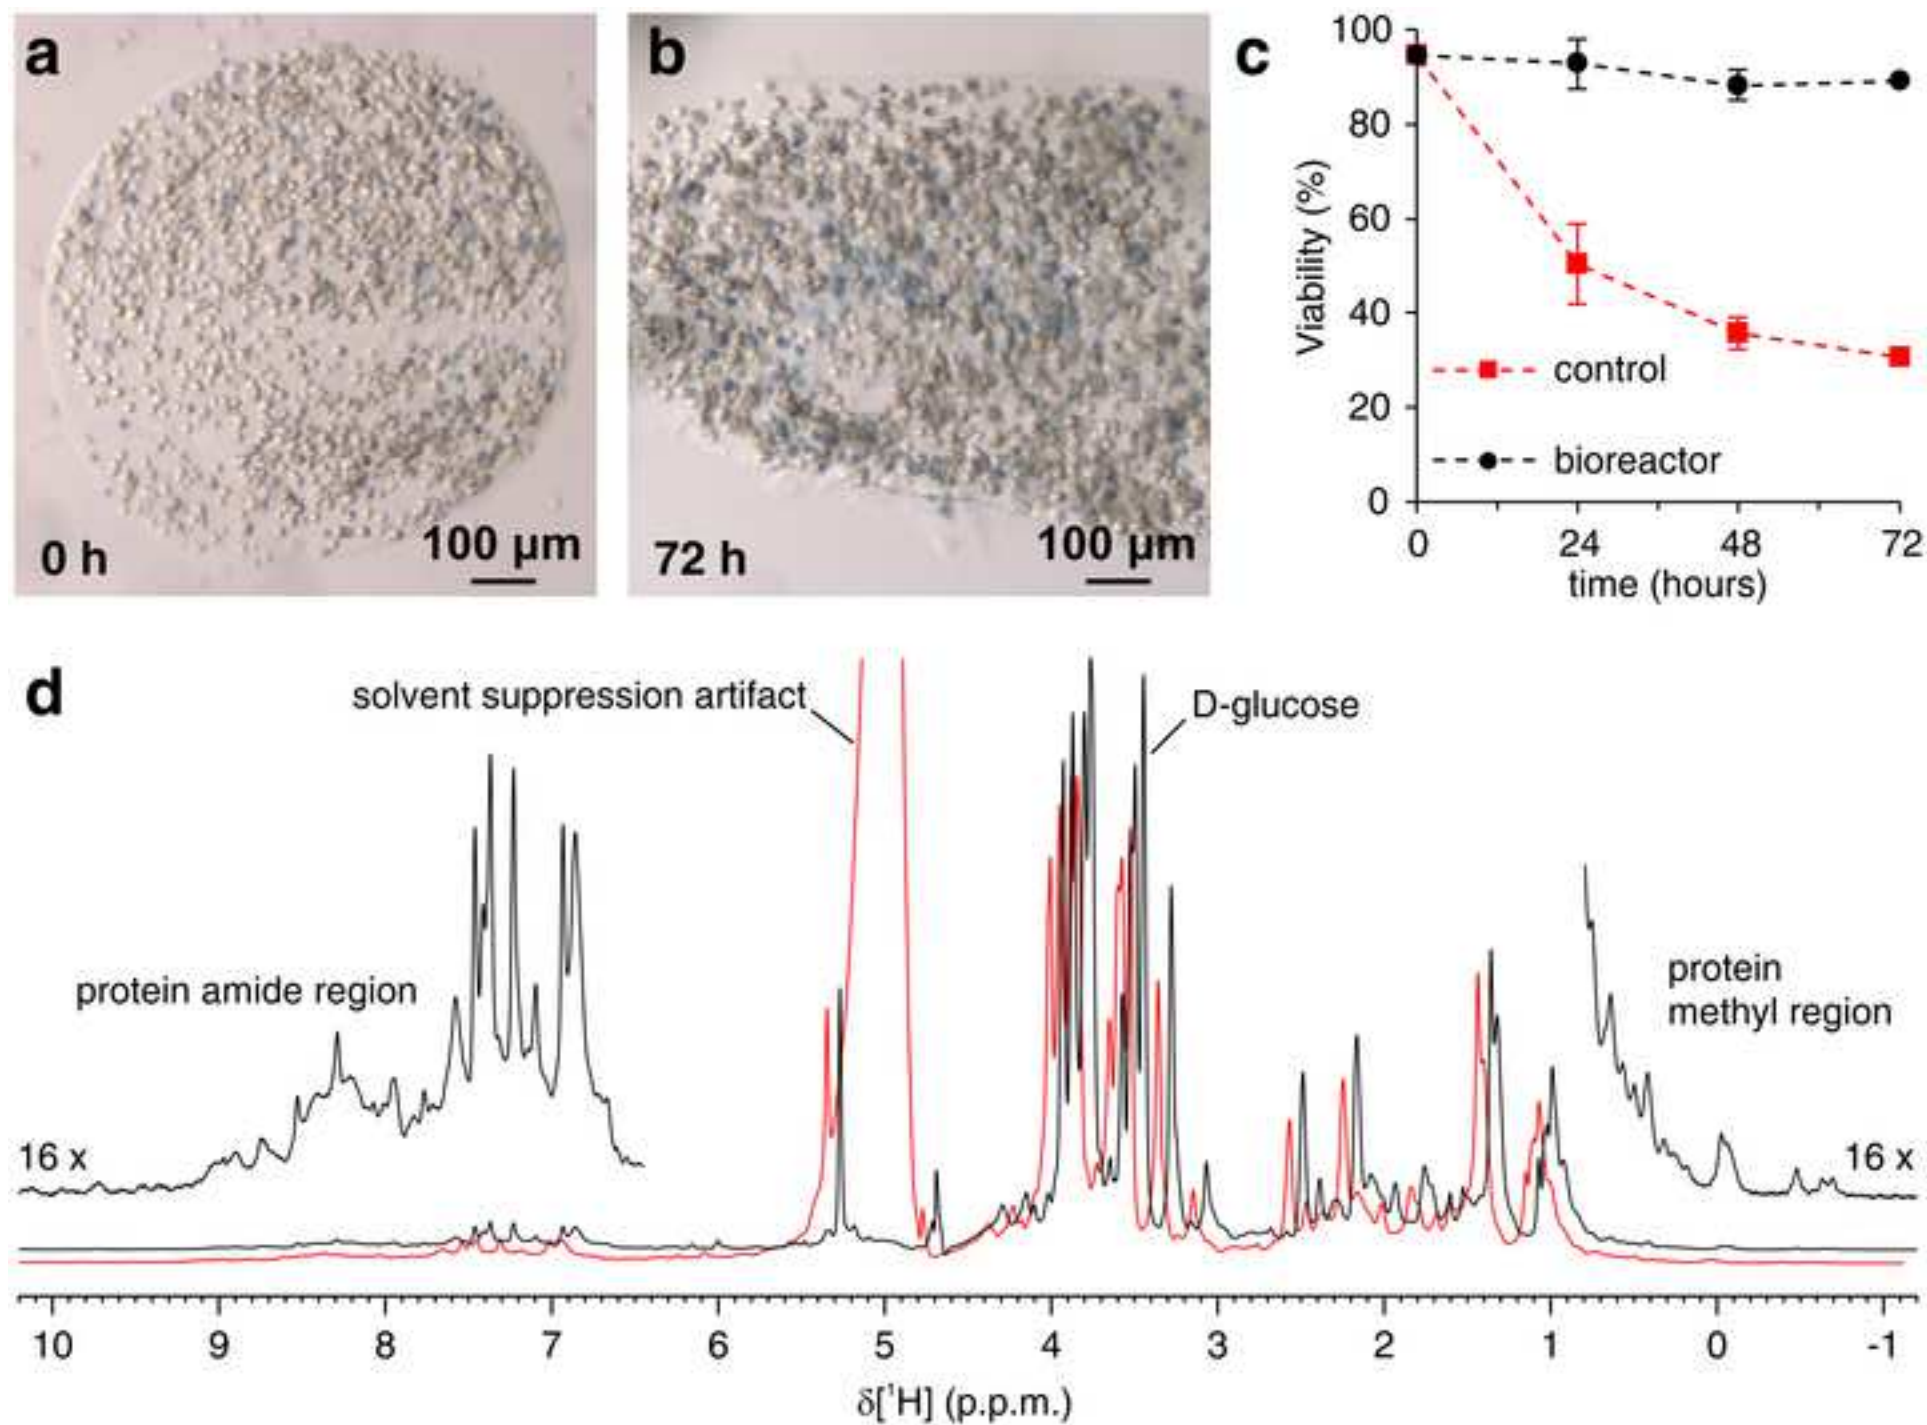 a
0 h
100 µm
b
72 h
100 µm
c
100
80
60
40
20
0
Viability (%)
control
bioreactor
0 24 48 72
time (hours)
d
solvent suppression artifact
D-glucose
protein amide region
protein
methyl region
16 x
16 x
10 9 8 7 6 5 4 3 2 1 0 -1
δ[¹H] (p.p.m.)